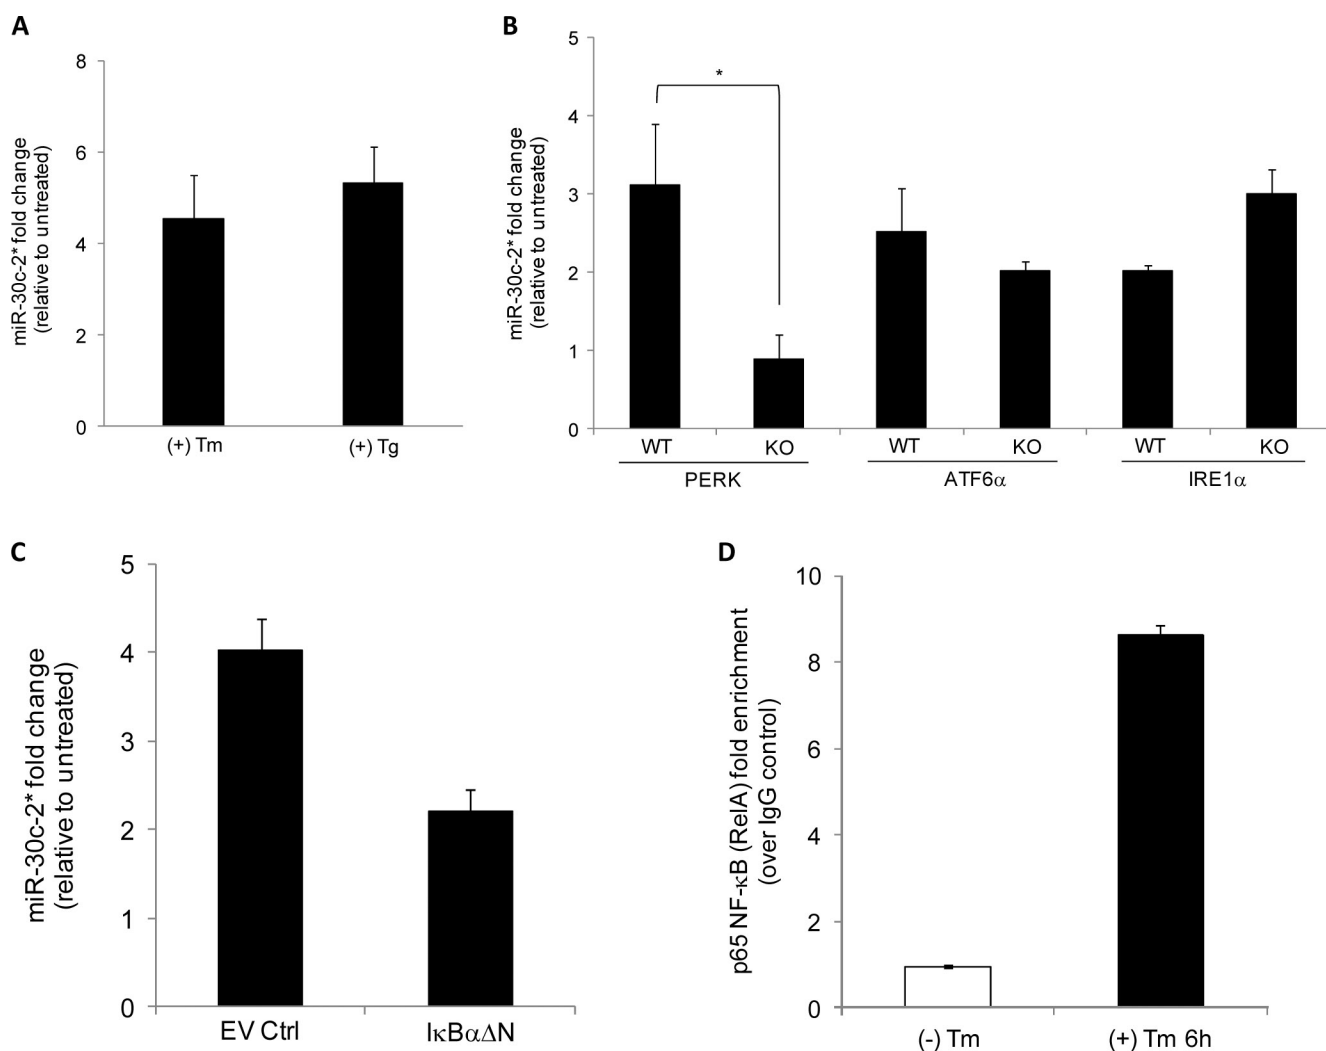 A
miR-30c-2* fold change
(relative to untreated)
8
6
4
2
0
(+) Tm
(+) Tg
B
miR-30c-2* fold change
(relative to untreated)
5
4
3
2
1
0
*
WT
KO
WT
KO
WT
KO
PERK
ATF6α
IRE1α
C
miR-30c-2* fold change
(relative to untreated)
5
4
3
2
1
0
EV Ctrl
IκBαΔN
D
p65 NF-κB (RelA) fold enrichment
(over IgG control)
10
8
6
4
2
0
(-) Tm
(+) Tm 6h